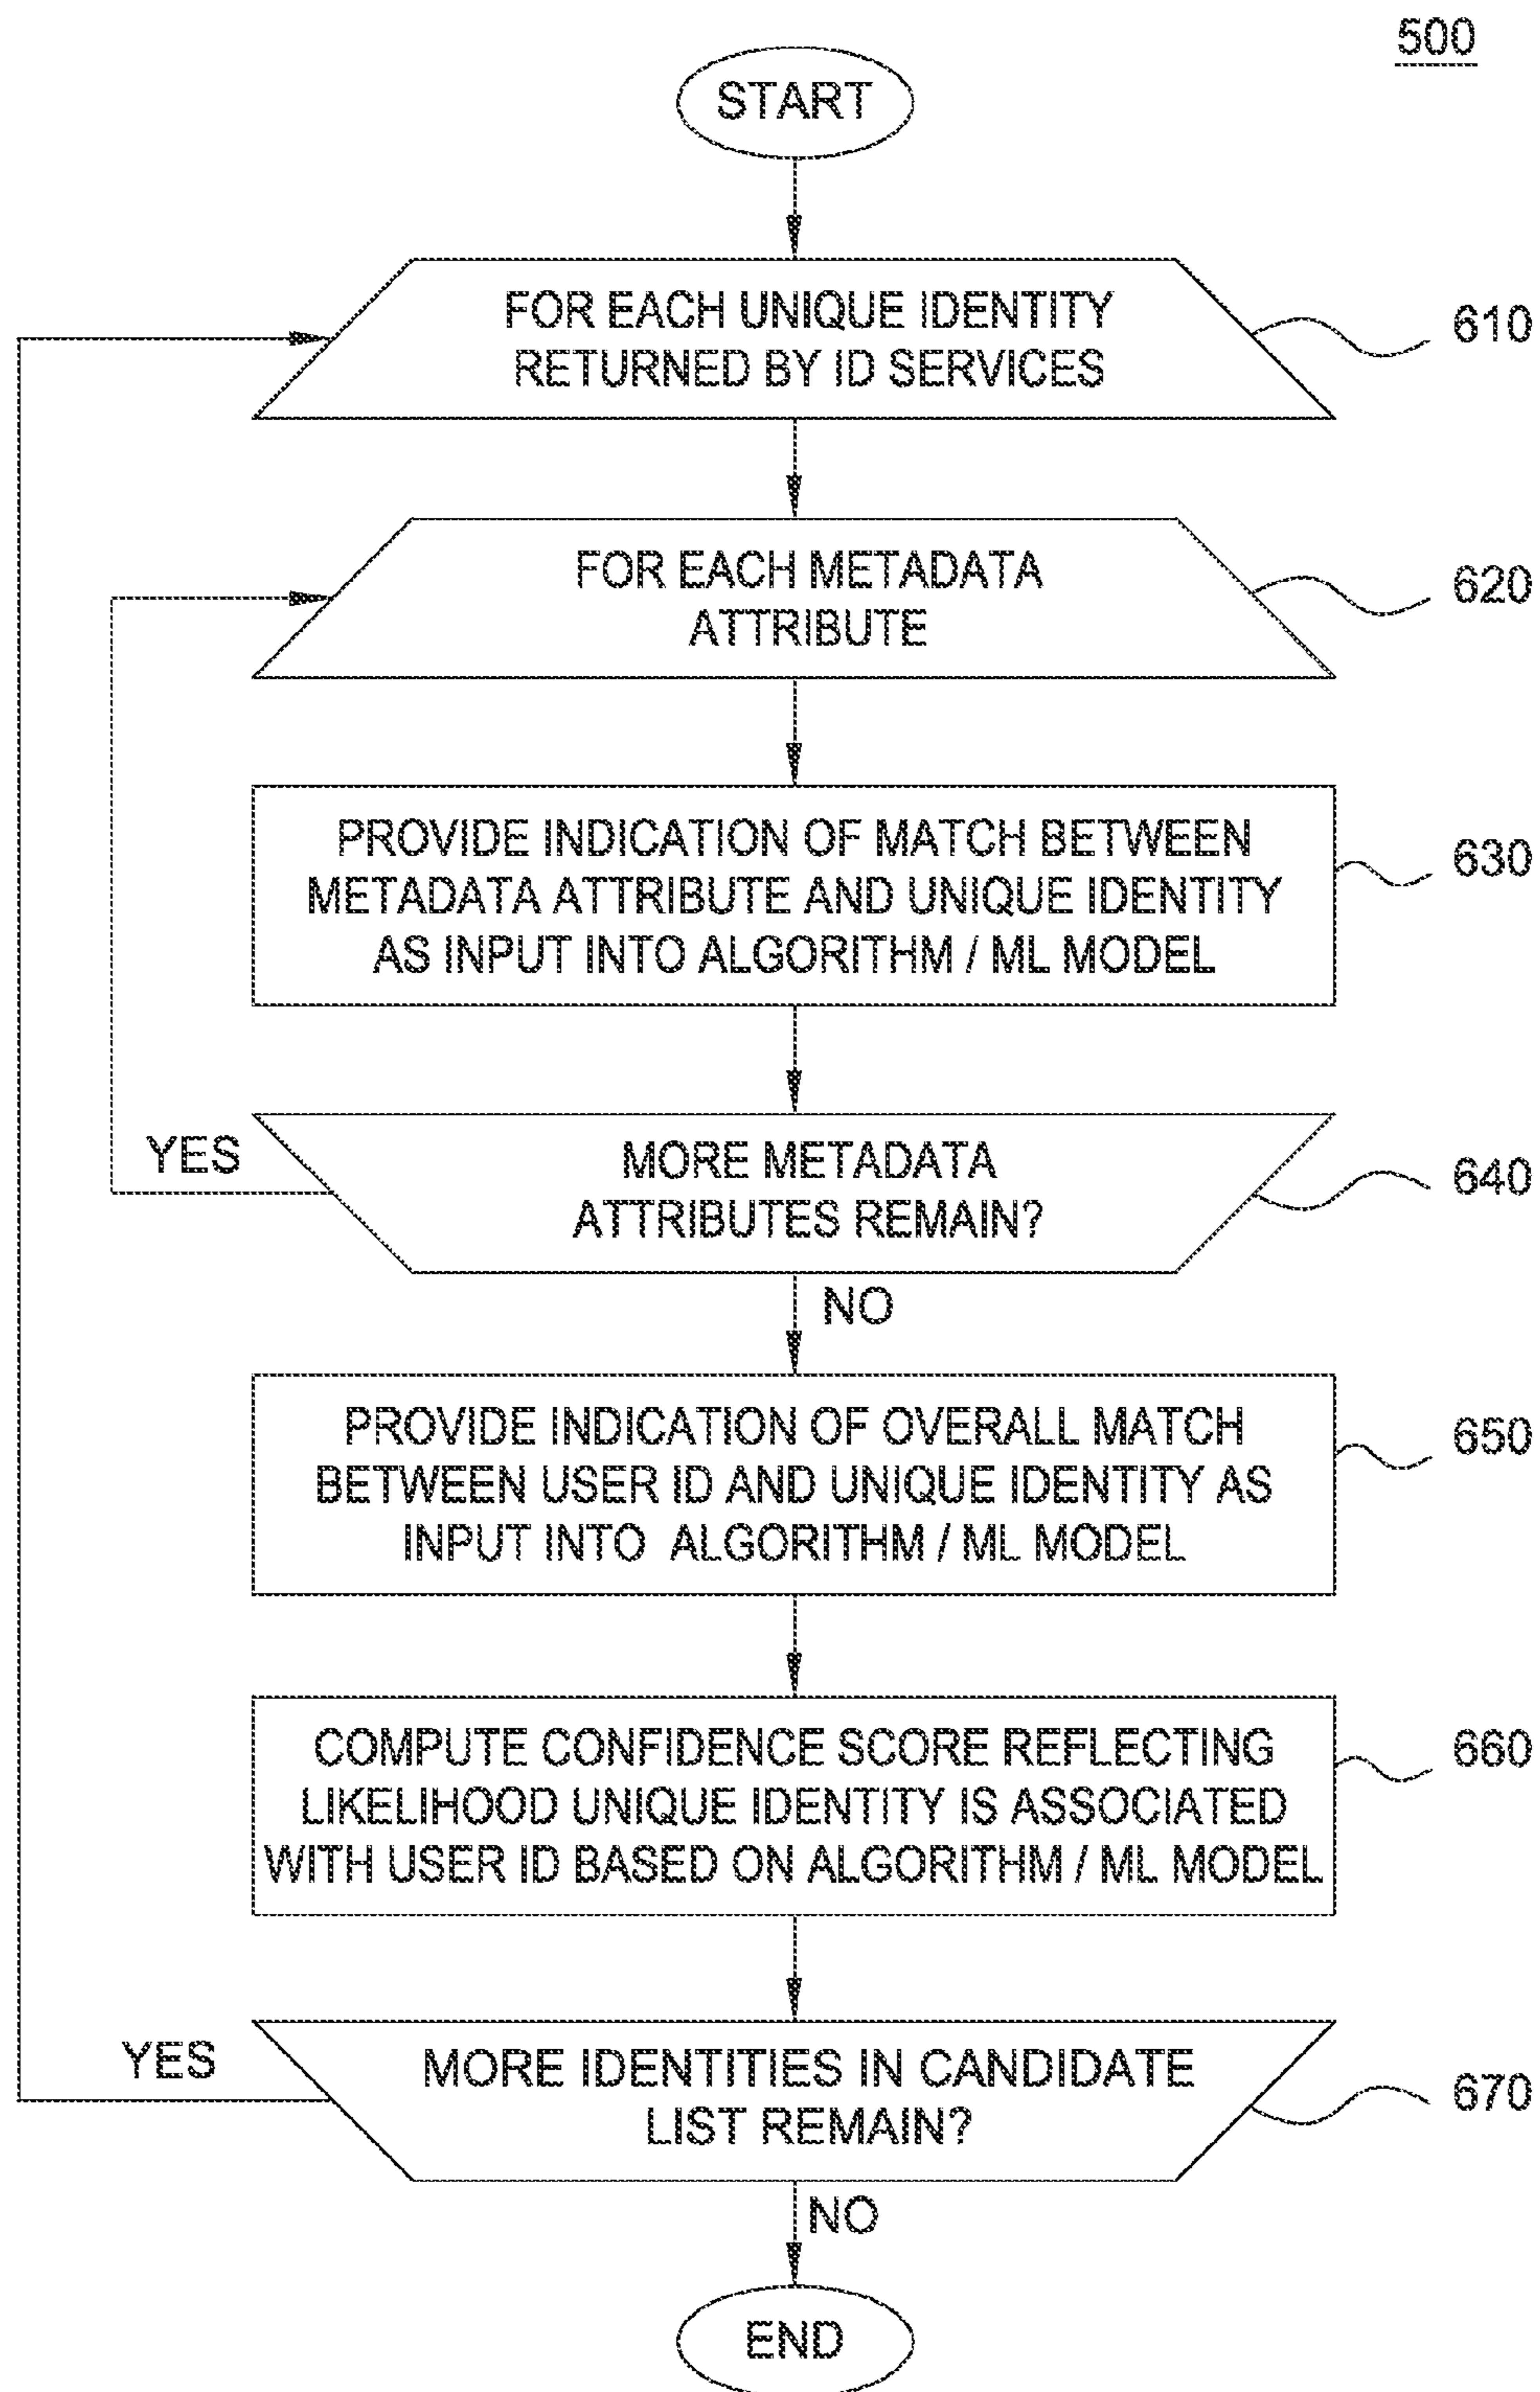 500
START
FOR EACH UNIQUE IDENTITY
RETURNED BY ID SERVICES
610
FOR EACH METADATA
ATTRIBUTE
620
PROVIDE INDICATION OF MATCH BETWEEN
METADATA ATTRIBUTE AND UNIQUE IDENTITY
AS INPUT INTO ALGORITHM / ML MODEL
630
YES
MORE METADATA
ATTRIBUTES REMAIN?
640
NO
PROVIDE INDICATION OF OVERALL MATCH
BETWEEN USER ID AND UNIQUE IDENTITY AS
INPUT INTO ALGORITHM / ML MODEL
650
COMPUTE CONFIDENCE SCORE REFLECTING
LIKELIHOOD UNIQUE IDENTITY IS ASSOCIATED
WITH USER ID BASED ON ALGORITHM / ML MODEL
660
YES
MORE IDENTITIES IN CANDIDATE
LIST REMAIN?
670
NO
END